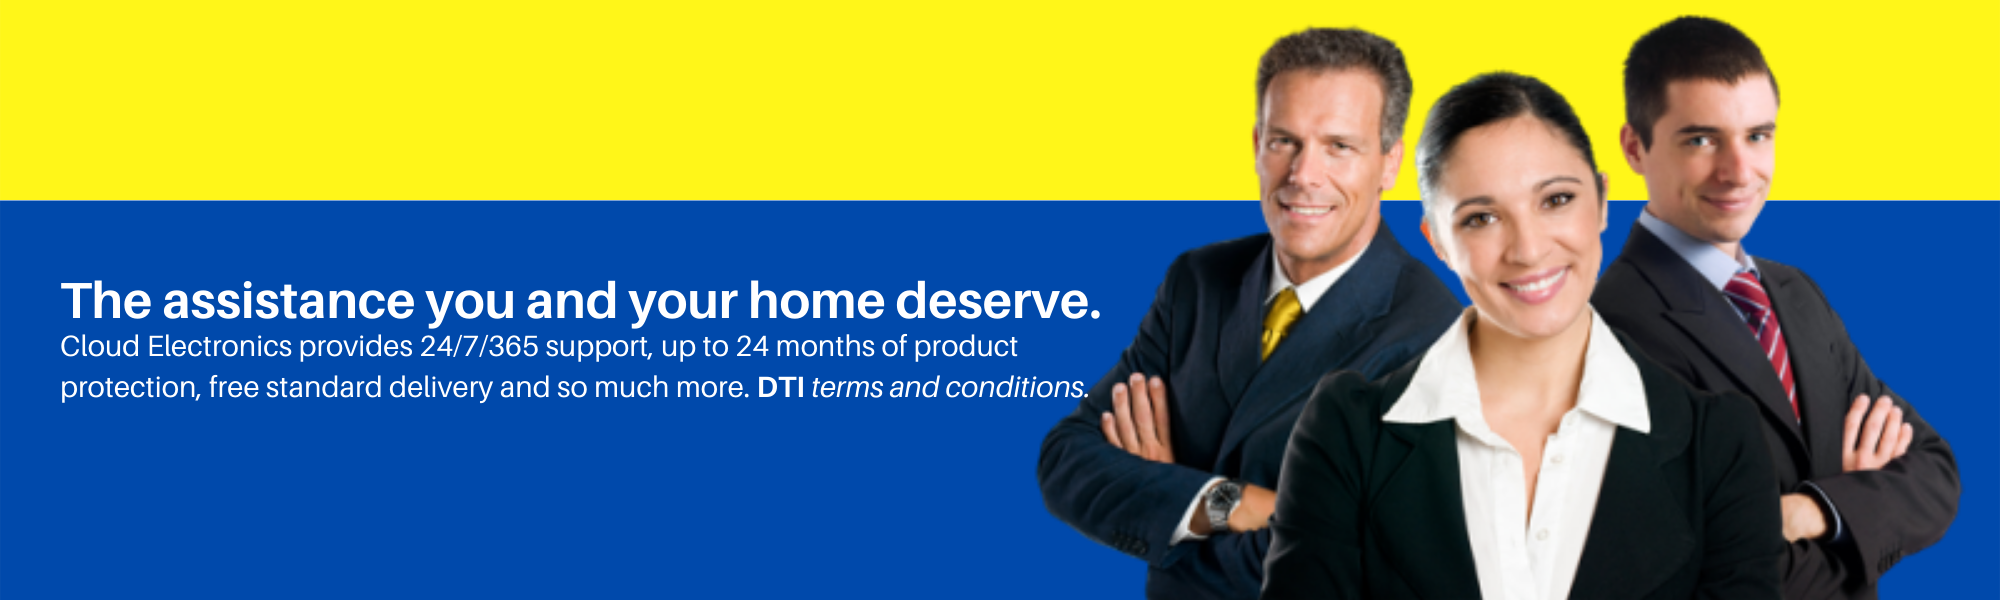 The assistance you and your home deserve.
Cloud Electronics provides 24/7/365 support, up to 24 months of product
protection, free standard delivery and so much more. DTI terms and conditions.